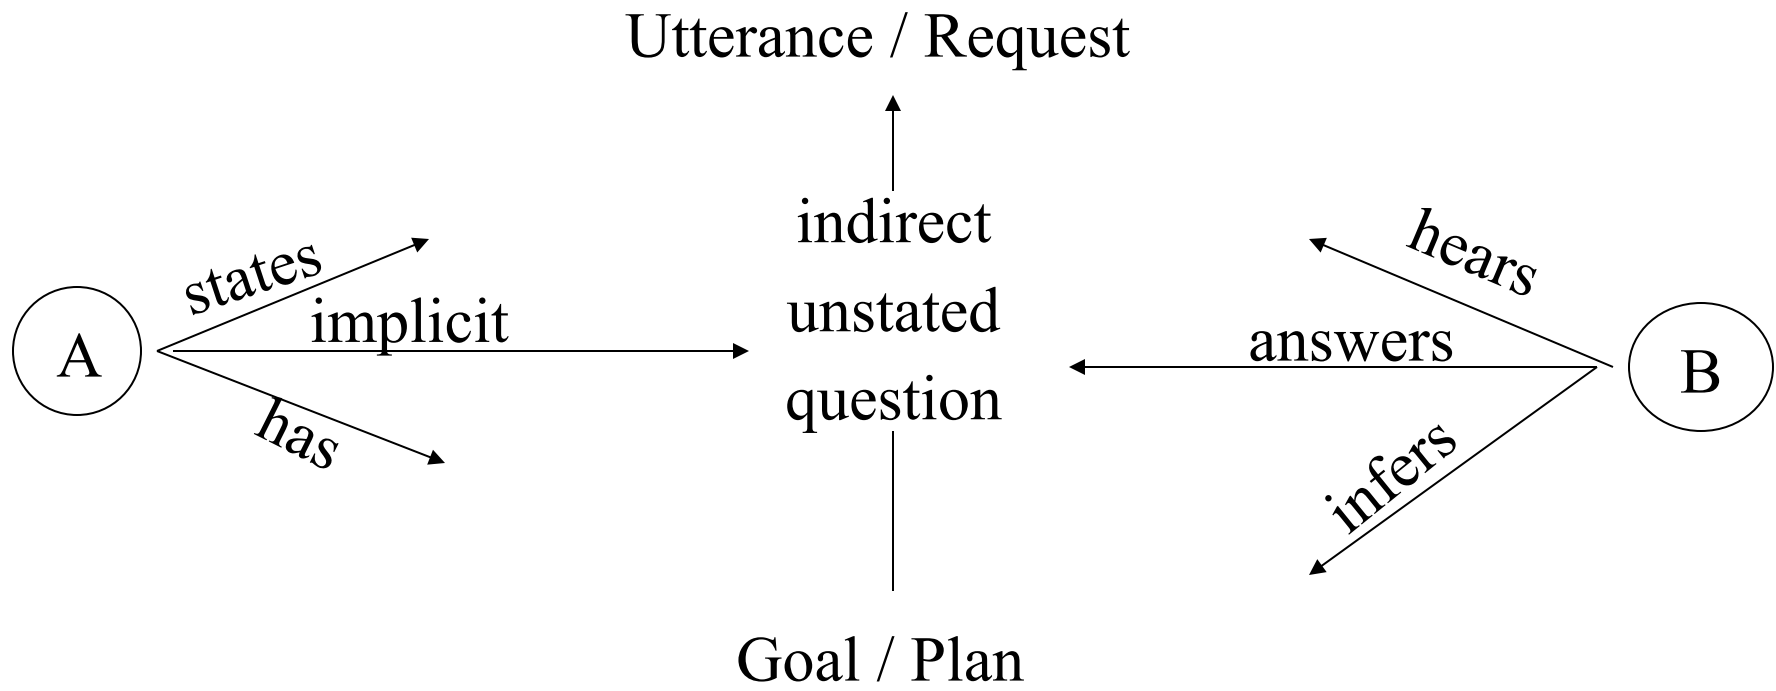 Utterance / Request
indirect
unstated
question
states
implicit
has
A
hears
answers
infers
B
Goal / Plan